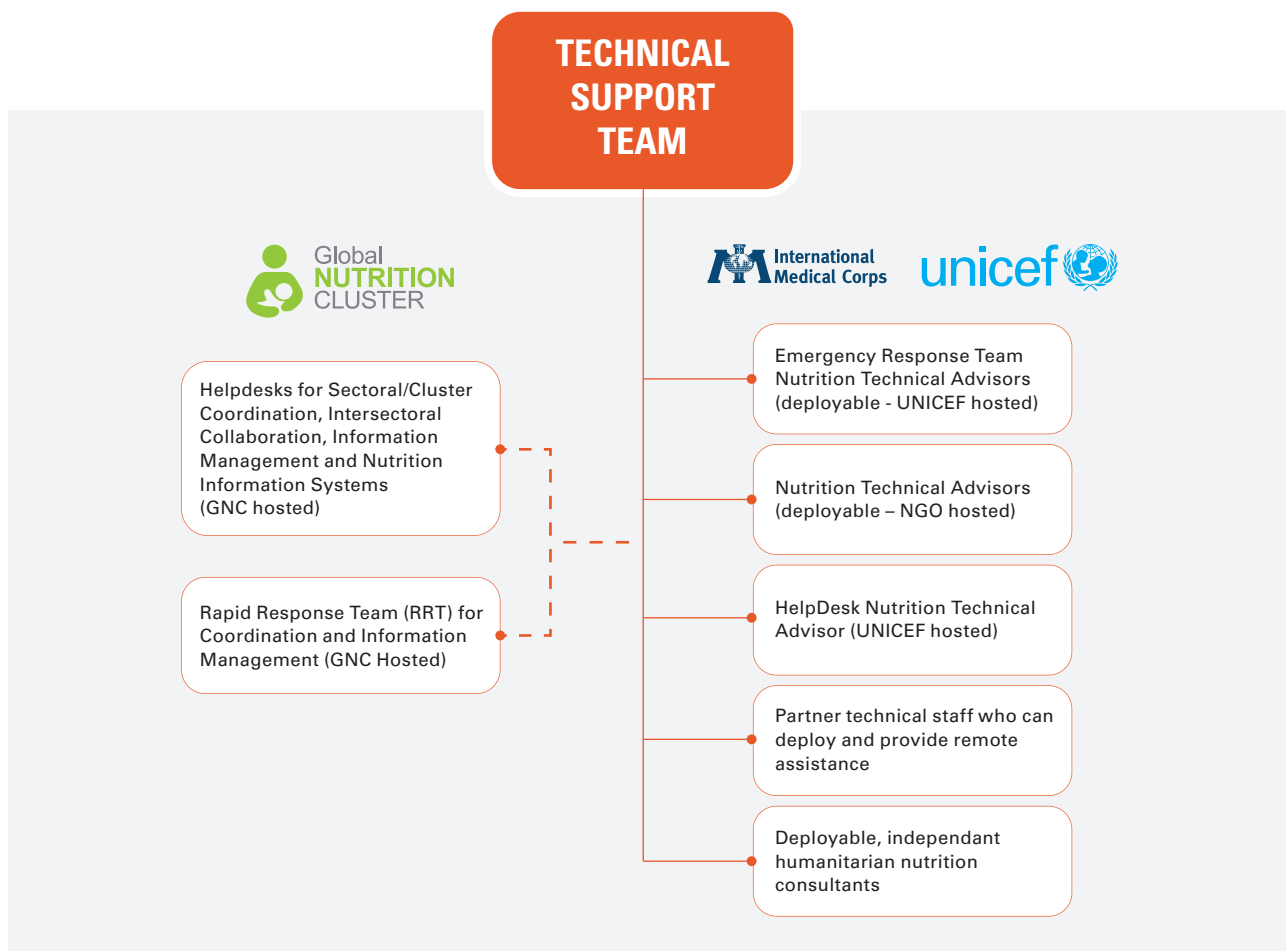 TECHNICAL
SUPPORT
TEAM
Global
NUTRITION
CLUSTER
Helpdesks for Sectoral/Cluster
Coordination, Intersectoral
Collaboration, Information
Management and Nutrition
Information Systems
(GNC hosted)
Rapid Response Team (RRT) for
Coordination and Information
Management (GNC Hosted)
International
Medical Corps
unicef
Emergency Response Team
Nutrition Technical Advisors
(deployable - UNICEF hosted)
Nutrition Technical Advisors
(deployable – NGO hosted)
HelpDesk Nutrition Technical
Advisor (UNICEF hosted)
Partner technical staff who can
deploy and provide remote
assistance
Deployable, independant
humanitarian nutrition
consultants